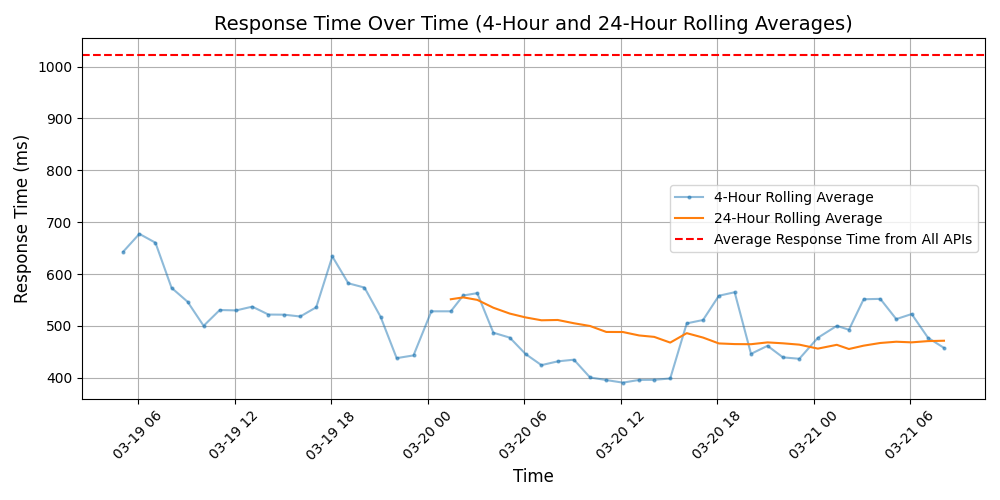 Response Time Over Time (4-Hour and 24-Hour Rolling Averages)
Response Time (ms)
1000
900
800
700
600
500
400
4-Hour Rolling Average
24-Hour Rolling Average
Average Response Time from All APIs
03-19 06
03-19 12
03-19 18
03-20 00
03-20 06
03-20 12
03-20 18
03-21 00
03-21 06
Time